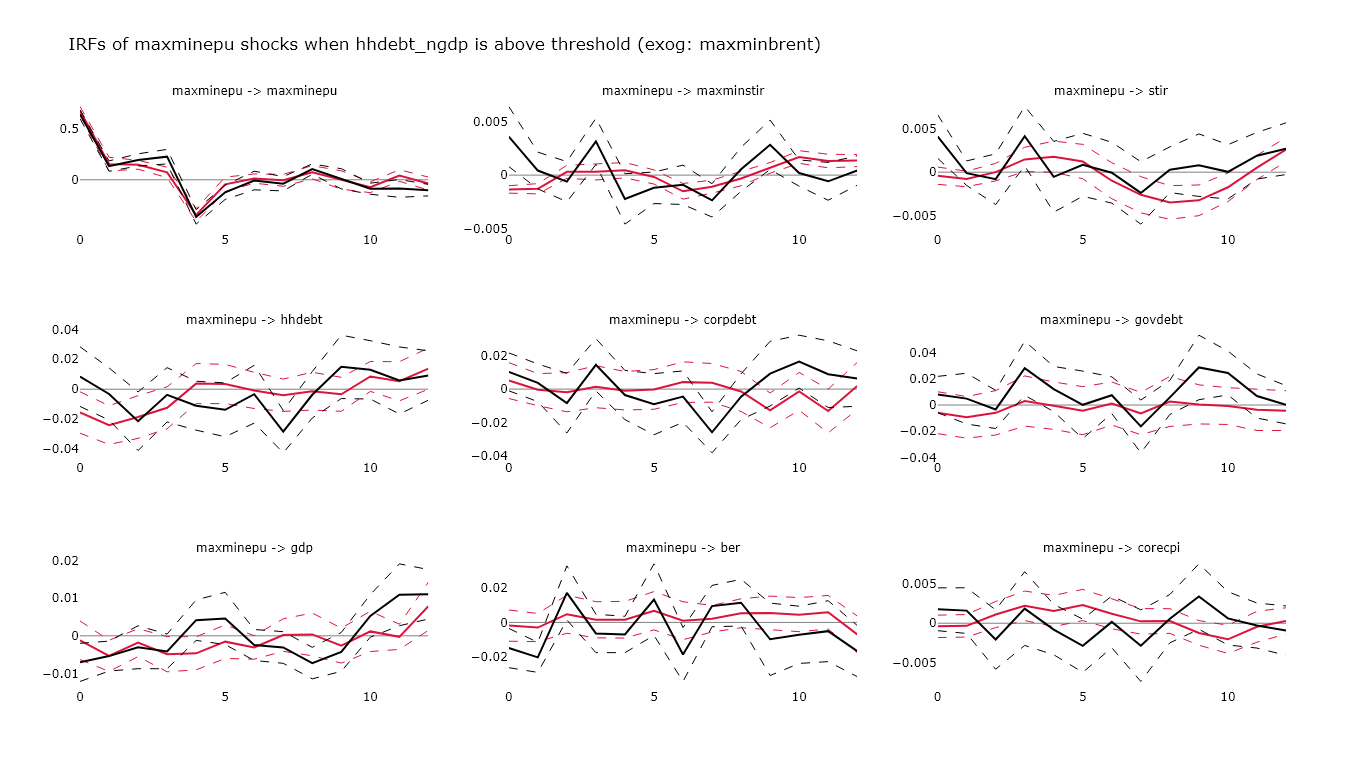 IRFs of maxminepu shocks when hhdebt_ngdp is above threshold (exog: maxminbrent)
maxminepu -> maxminepu
0.5
0
0 5 10
maxminepu -> maxminstir
0.005
0
−0.005
0 5 10
maxminepu -> stir
0.005
0
−0.005
0 5 10
maxminepu -> hhdebt
0.04
0.02
0
−0.02
−0.04
0 5 10
maxminepu -> corpdebt
0.02
0
−0.02
−0.04
0 5 10
maxminepu -> govdebt
0.04
0.02
0
−0.02
−0.04
0 5 10
maxminepu -> gdp
0.02
0.01
0
−0.01
0 5 10
maxminepu -> ber
0.02
0
−0.02
0 5 10
maxminepu -> corecpi
0.005
0
−0.005
0 5 10